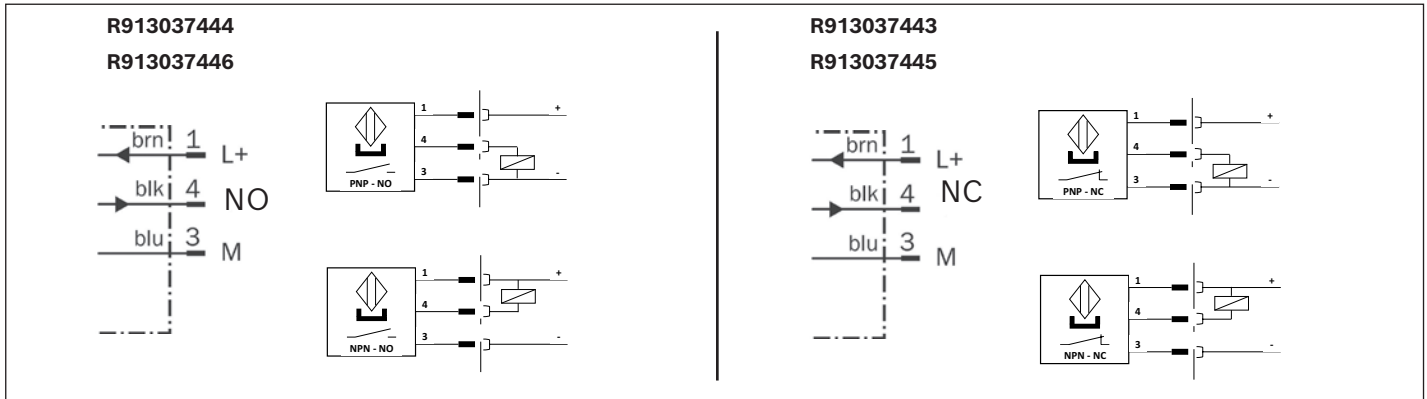 R913037444
R913037446
brn 1 L+
blk 4 NO
blu 3 M
1 +
4
3 -
PNP - NO
1 +
4
3 -
NPN - NO
R913037443
R913037445
brn 1 L+
blk 4 NC
blu 3 M
1 +
4
3 -
PNP - NC
1 +
4
3 -
NPN - NC